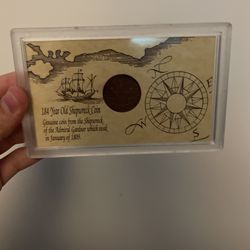 184 Year Old Shipwreck Coin
Genuine coin from the Shipwreck
of the Admiral Gardner which sank
in January of 1809.
E
S
W